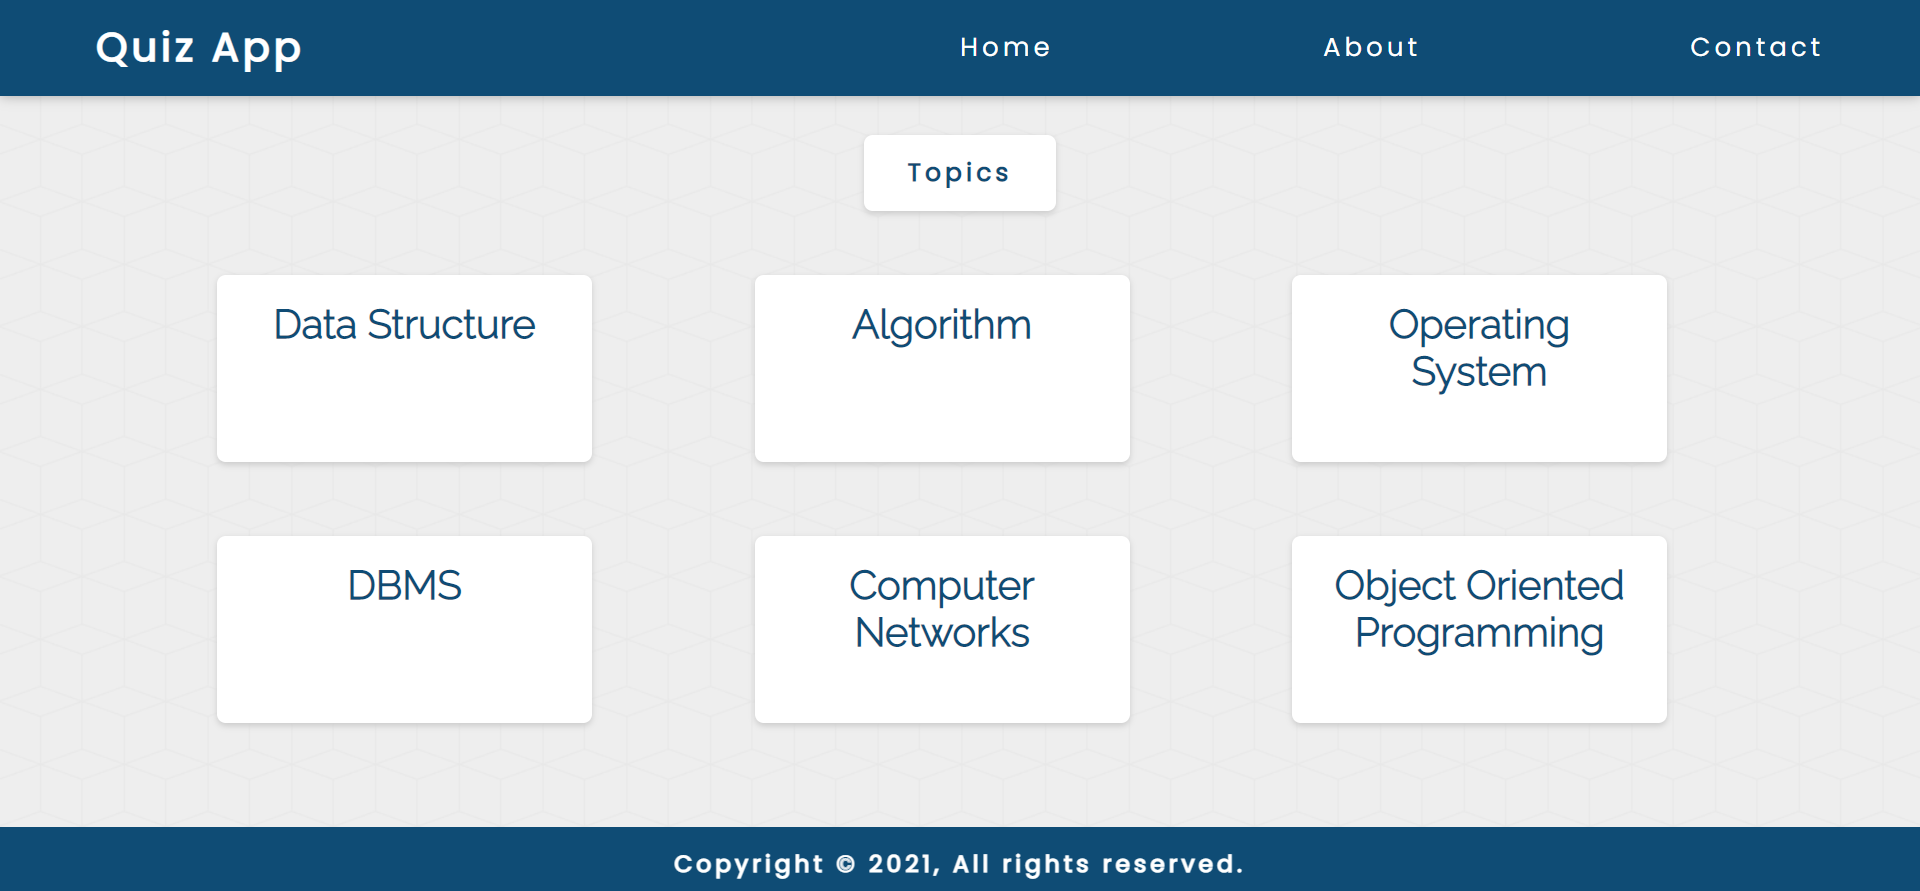 Quiz App
Home
About
Contact
Topics
Data Structure
Algorithm
Operating
System
DBMS
Computer
Networks
Object Oriented
Programming
Copyright © 2021, All rights reserved.